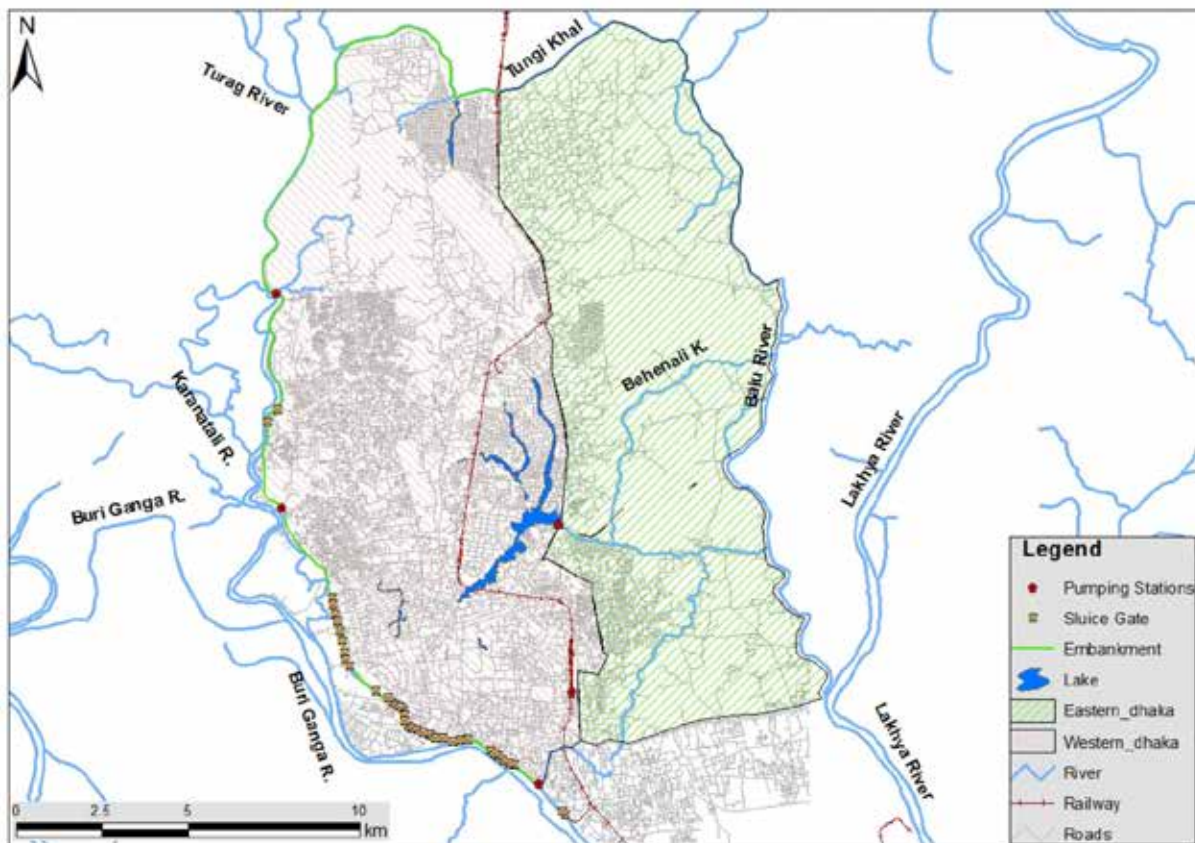 N
Tungi Khal
Turag River
Behenaii K.
Balu River
Karanatali R.
Lakhya River
Buri Ganga R.
Buri Ganga R.
Lakhya River
0 2.5 5 10
km
Legend
Pumping Stations
Sluice Gate
Embankment
Lake
Eastern_dhaka
Western_dhaka
River
Railway
Roads